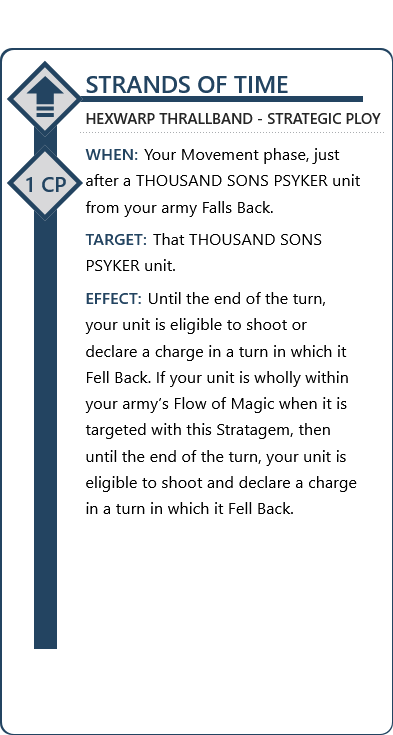 STRANDS OF TIME
HEXWARP THRALLBAND - STRATEGIC PLOY
1 CP
WHEN: Your Movement phase, just
after a THOUSAND SONS PSYKER unit
from your army Falls Back.
TARGET: That THOUSAND SONS
PSYKER unit.
EFFECT: Until the end of the turn,
your unit is eligible to shoot or
declare a charge in a turn in which it
Fell Back. If your unit is wholly within
your army’s Flow of Magic when it is
targeted with this Stratagem, then
until the end of the turn, your unit is
eligible to shoot and declare a charge
in a turn in which it Fell Back.